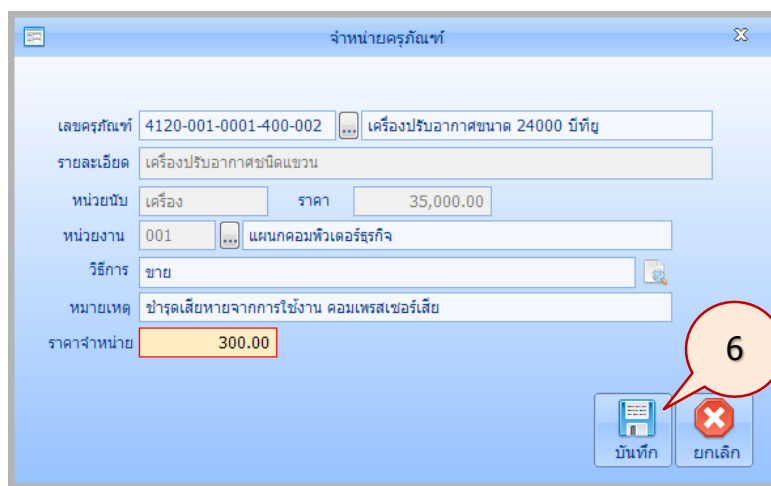 จำหน่ายครุภัณฑ์
เลขครุภัณฑ์ 4120-001-0001-400-002 ... เครื่องปรับอากาศขนาด 24000 บีทียู
รายละเอียด เครื่องปรับอากาศชนิดแขวน
หน่วยนับ เครื่อง ราคา 35,000.00
หน่วยงาน 001 ... แผนกคอมพิวเตอร์ธุรกิจ
วิธีการ ขาย
หมายเหตุ ชำรุดเสียหายจากการใช้งาน คอมเพรสเซอร์เสีย
ราคาจำหน่าย 300.00
6
บันทึก ยกเลิก